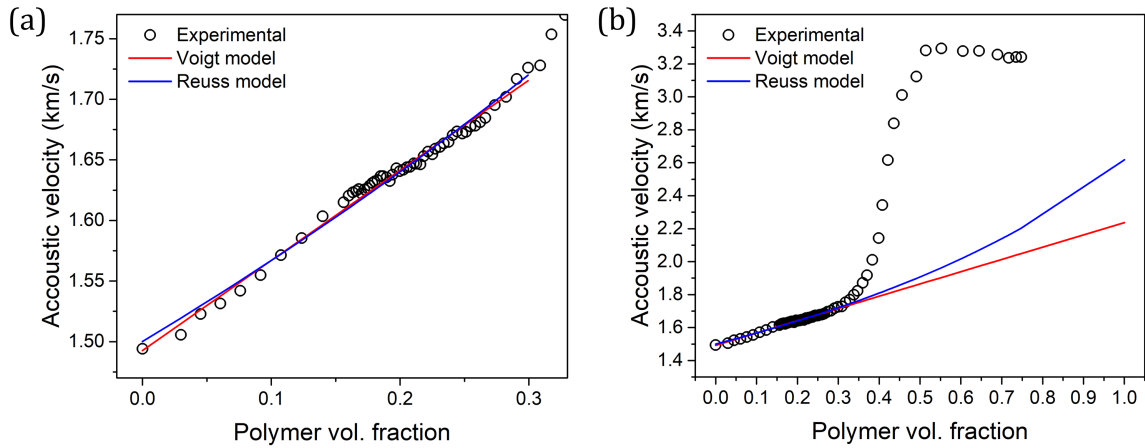 (a)
Experimental
Voigt model
Reuss model
Accoustic velocity (km/s)
1.75
1.70
1.65
1.60
1.55
1.50
0.0
0.1
0.2
0.3
Polymer vol. fraction
(b)
Experimental
Voigt model
Reuss model
Accoustic velocity (km/s)
3.4
3.2
3.0
2.8
2.6
2.4
2.2
2.0
1.8
1.6
1.4
0.0 0.1 0.2 0.3 0.4 0.5 0.6 0.7 0.8 0.9 1.0
Polymer vol. fraction